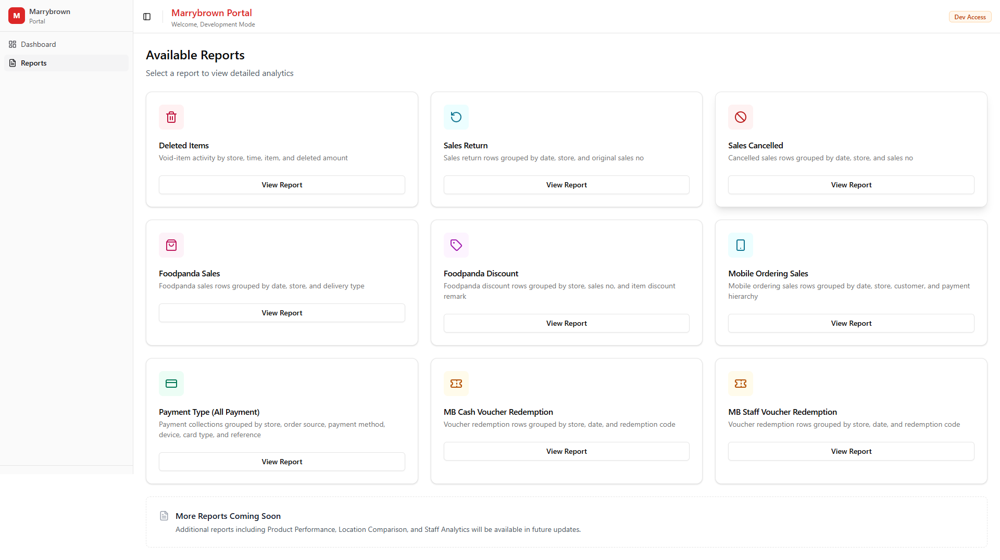 M
Marrybrown
Portal
Dashboard
Reports
Marrybrown Portal
Welcome, Development Mode
Dev Access
Available Reports
Select a report to view detailed analytics
Deleted Items
Void-item activity by store, time, item, and deleted amount
View Report
Sales Return
Sales return rows grouped by date, store, and original sales no
View Report
Sales Cancelled
Cancelled sales rows grouped by date, store, and sales no
View Report
Foodpanda Sales
Foodpanda sales rows grouped by date, store, and delivery type
View Report
Foodpanda Discount
Foodpanda discount rows grouped by store, sales no, and item discount
remark
View Report
Mobile Ordering Sales
Mobile ordering sales rows grouped by date, store, customer, and payment
hierarchy
View Report
Payment Type (All Payment)
Payment collections grouped by store, order source, payment method,
device, card type, and reference
View Report
MB Cash Voucher Redemption
Voucher redemption rows grouped by store, date, and redemption code
View Report
MB Staff Voucher Redemption
Voucher redemption rows grouped by store, date, and redemption code
View Report
More Reports Coming Soon
Additional reports including Product Performance, Location Comparison, and Staff Analytics will be available in future updates.